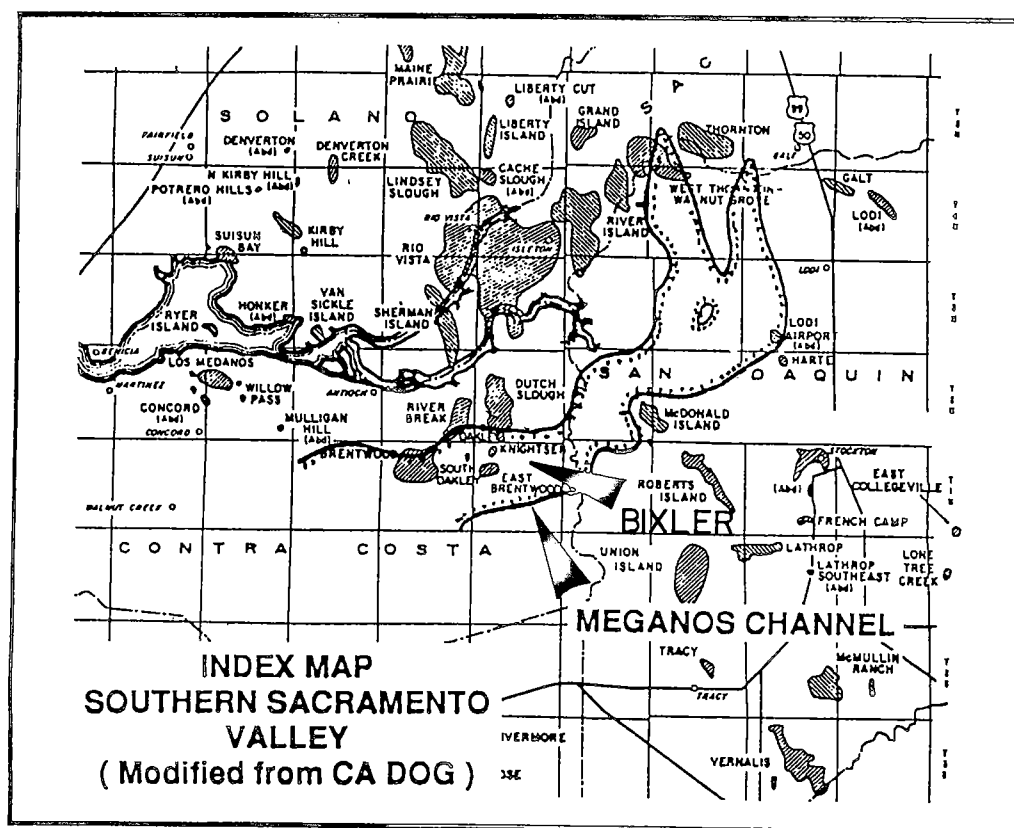 MAINE
PRAIRIE
LIBERTY CUT
(Abd)
S A C
GRAND
ISLAND
S O L A N O
FAIRFIELD
SUISUN
DENVERTON
(Abd)
DENVERTON
CREEK
LIBERTY
ISLAND
THORNTON
99
50
GALT
N KIRBY HILL
(Abd)
POTRERO HILLS
(Abd)
LINDSEY
SLOUGH
CACHE
SLOUGH
(Abd)
WEST THORNTON
WALNUT GROVE
GALT
LODI
(Abd)
RIO VISTA
RIVER
ISLAND
SUISUN
BAY
KIRBY
HILL
RIO
VISTA
ISLETON
LODI
HONKER
(Abd)
VAN
SICKLE
ISLAND
SHERMAN
ISLAND
RYER
ISLAND
LODI
AIRPORT
(Abd)
HARTE
BENICIA
LOS MEDANOS
S A N J O A Q U I N
MARTINEZ
WILLOW
PASS
ANTIOCH
DUTCH
SLOUGH
CONCORD
(Abd)
CONCORD
MULLIGAN
HILL
(Abd)
RIVER
BREAK
McDONALD
ISLAND
OAKLEY
KNIGHTSEN
BRENTWOOD
SOUTH
OAKLEY
STOCKTON
EAST
COLLEGEVILLE
(Abd)
EAST
BRENTWOOD
ROBERTS
ISLAND
BIXLER
WALNUT CREEK
FRENCH CAMP
C O N T R A C O S T A
UNION
ISLAND
LATHROP
LATHROP
SOUTHEAST
(Abd)
LONE
TREE
CREEK
MEGANOS CHANNEL
TRACY
McMULLIN
RANCH
TRACY
INDEX MAP
SOUTHERN SACRAMENTO
VALLEY
( Modified from CA DOG )
IVERMORE
OSE
VERNALIS